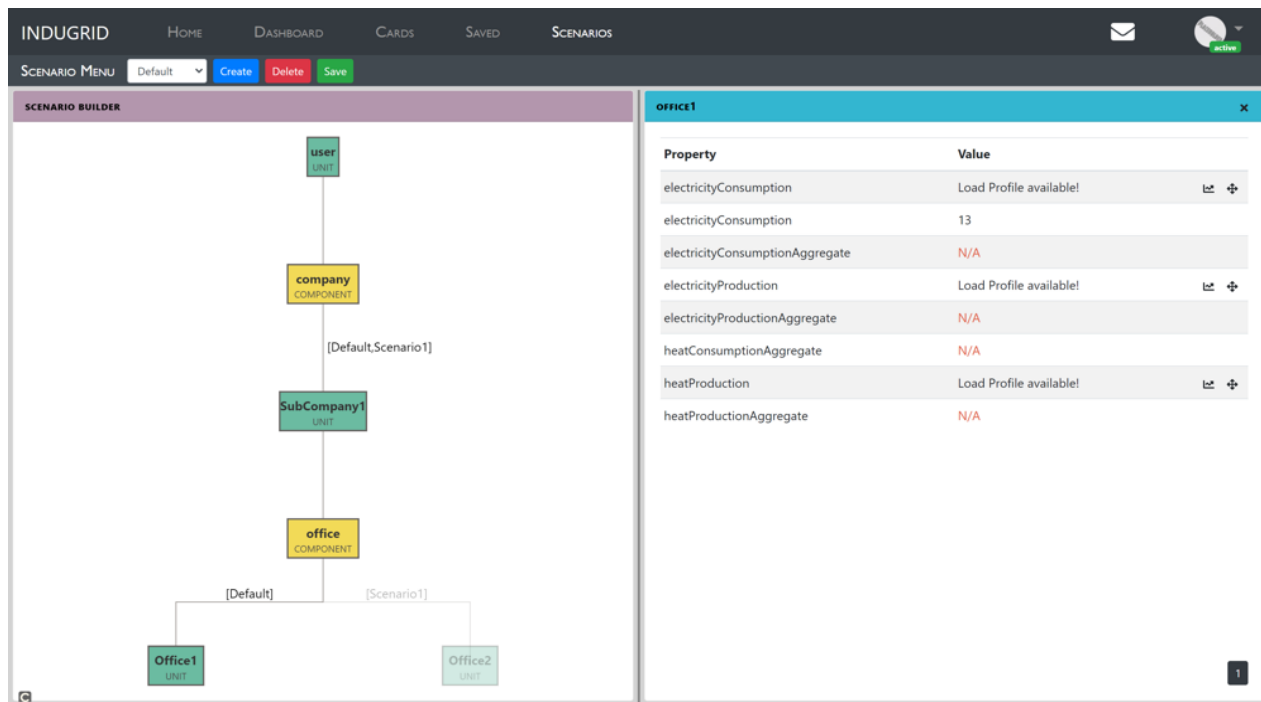 INDUGRID Home Dashboard Cards Saved Scenarios
active
Scenario Menu Default Create Delete Save
SCENARIO BUILDER
user
UNIT
company
COMPONENT
[Default,Scenario1]
SubCompany1
UNIT
office
COMPONENT
[Default] [Scenario1]
Office1
UNIT
Office2
UNIT
C
OFFICE1 ×
Property Value
electricityConsumption Load Profile available!
electricityConsumption 13
electricityConsumptionAggregate N/A
electricityProduction Load Profile available!
electricityProductionAggregate N/A
heatConsumptionAggregate N/A
heatProduction Load Profile available!
heatProductionAggregate N/A
1